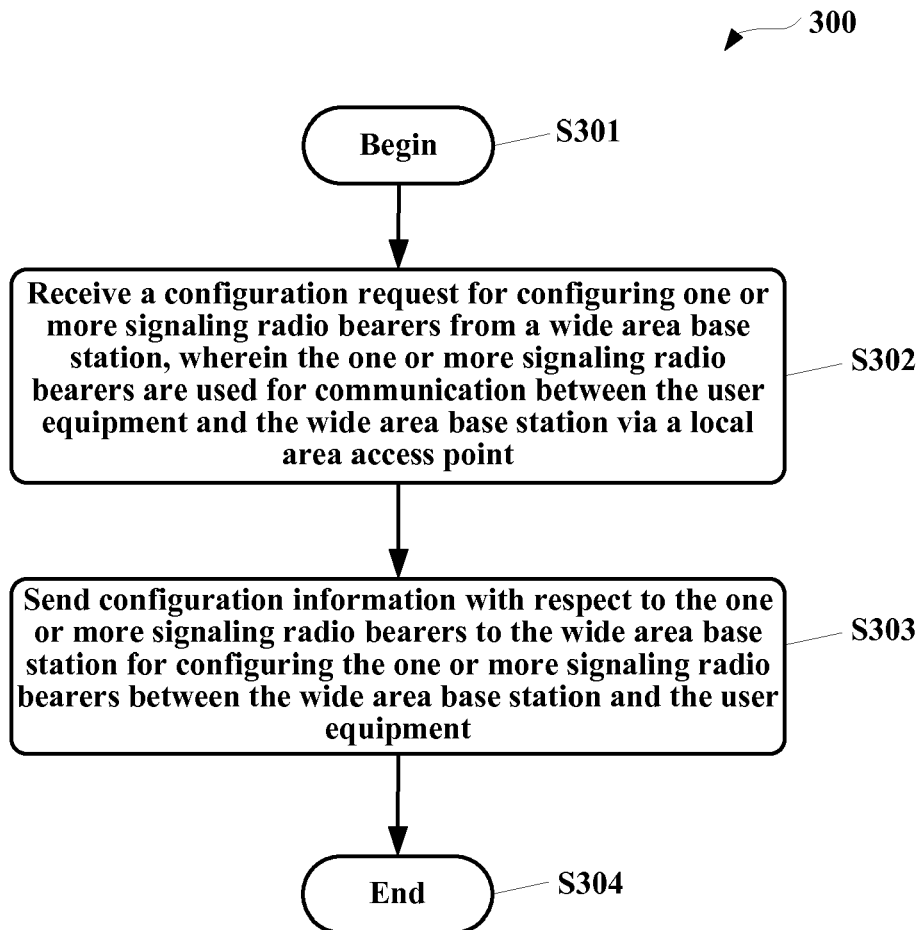 300
Begin
S301
Receive a configuration request for configuring one or
more signaling radio bearers from a wide area base
station, wherein the one or more signaling radio
bearers are used for communication between the user
equipment and the wide area base station via a local
area access point
S302
Send configuration information with respect to the one
or more signaling radio bearers to the wide area base
station for configuring the one or more signaling radio
bearers between the wide area base station and the user
equipment
S303
End
S304